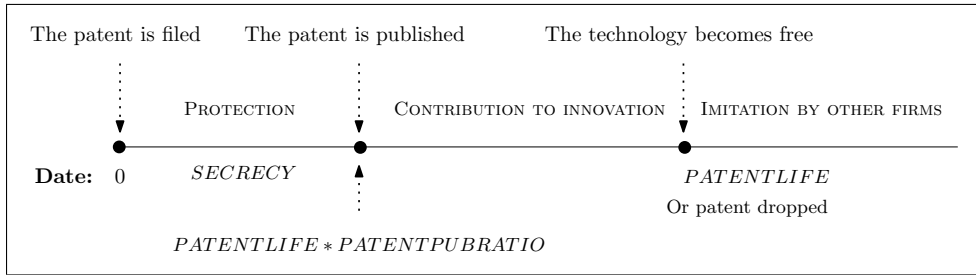 The patent is filed The patent is published The technology becomes free
PROTECTION CONTRIBUTION TO INNOVATION IMITATION BY OTHER FIRMS
Date: 0 SECRECY PATENTLIFE
Or patent dropped
PATENTLIFE * PATENTPUBRATIO